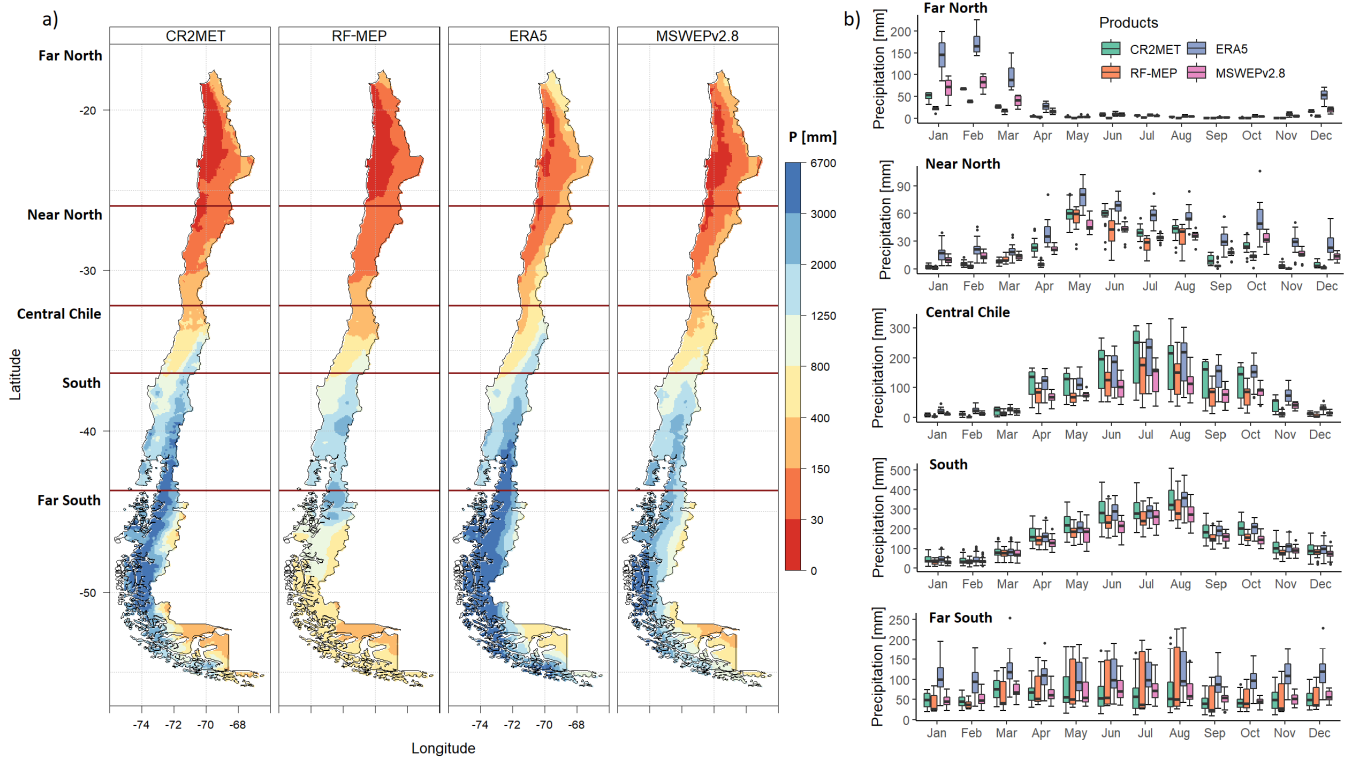 a)
CR2MET RF-MEP ERA5 MSWEPv2.8
Far North
Near North
Central Chile
South
Far South
Latitude
-20
-30
-40
-50
-74 -72 -70 -68
-74 -72 -70 -68
Longitude
P [mm]
6700
3000
2000
1250
800
400
150
30
0
b)
Far North
Products
CR2MET
RF-MEP
ERA5
MSWEPv2.8
Precipitation [mm]
200
150
100
50
0
Jan Feb Mar Apr May Jun Jul Aug Sep Oct Nov Dec
Near North
Precipitation [mm]
90
60
30
0
Jan Feb Mar Apr May Jun Jul Aug Sep Oct Nov Dec
Central Chile
Precipitation [mm]
300
200
100
0
Jan Feb Mar Apr May Jun Jul Aug Sep Oct Nov Dec
South
Precipitation [mm]
500
400
300
200
100
0
Jan Feb Mar Apr May Jun Jul Aug Sep Oct Nov Dec
Far South
Precipitation [mm]
250
200
150
100
50
0
Jan Feb Mar Apr May Jun Jul Aug Sep Oct Nov Dec